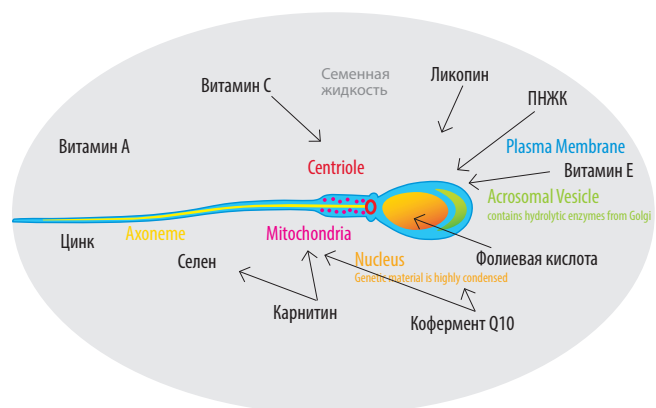 Семенная
жидкость
Ликопин
Витамин С
ПНЖК
Витамин А
Plasma Membrane
Centriole
Витамин Е
Acrosomal Vesicle
contains hydrolytic enzymes from Golgi
Цинк
Axoneme
Mitochondria
Селен
Nucleus
Genetic material is highly condensed
Фолиевая кислота
Карнитин
Кофермент Q10